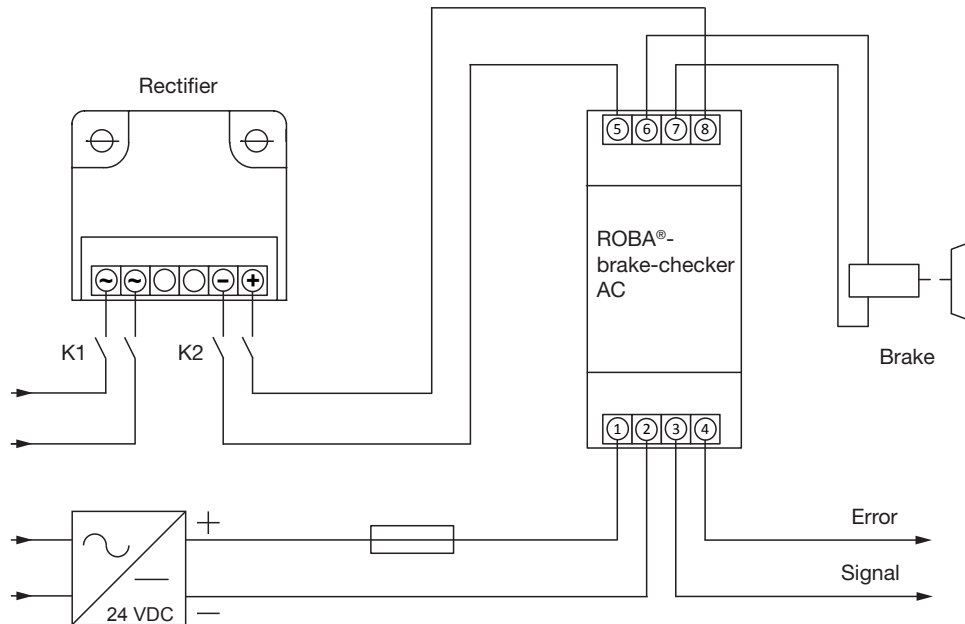 Rectifier
5 6 7 8
ROBA®-
brake-checker
AC
~ ~ − +
K1 K2
Brake
1 2 3 4
+
Error
Signal
24 VDC
−